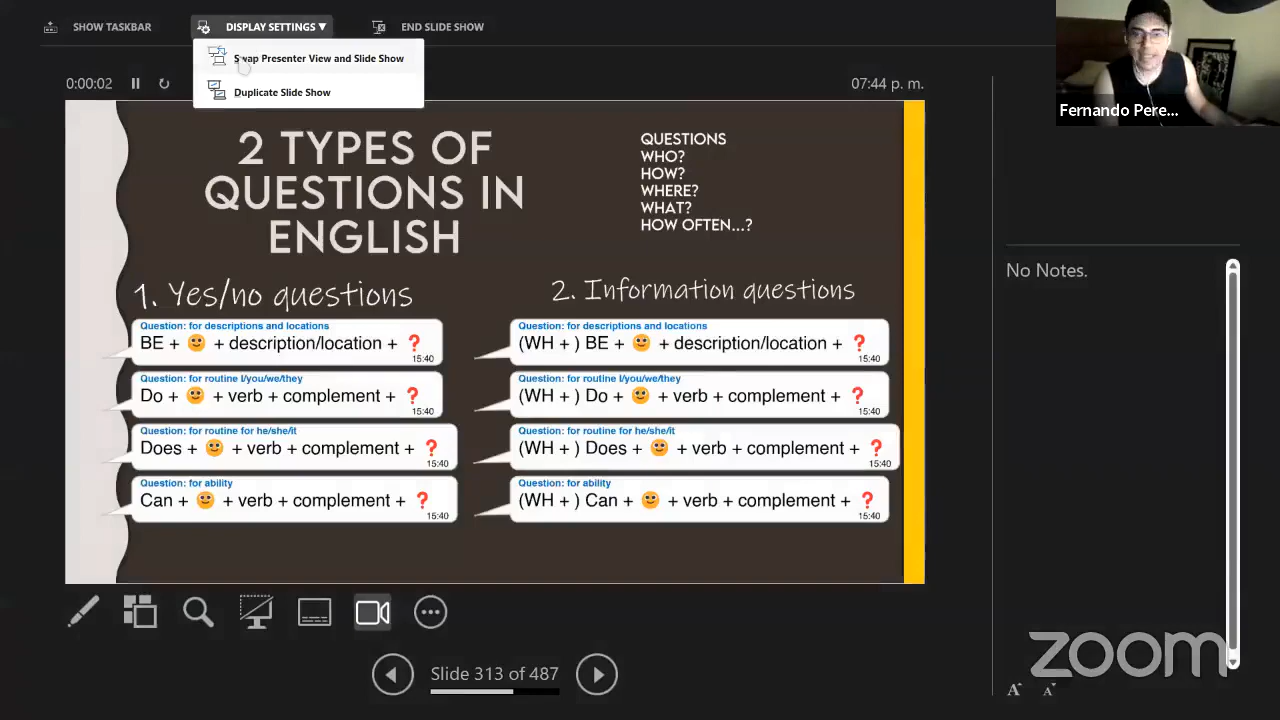 SHOW TASKBAR
DISPLAY SETTINGS ▼
END SLIDE SHOW
Swap Presenter View and Slide Show
Duplicate Slide Show
0:00:02
07:44 p. m.
Fernando Pere...
2 TYPES OF
QUESTIONS IN
ENGLISH
QUESTIONS
WHO?
HOW?
WHERE?
WHAT?
HOW OFTEN...?
1. Yes/no questions
Question: for descriptions and locations
BE + 🙂 + description/location + ❓
15:40
Question: for routine I/you/we/they
Do + 🙂 + verb + complement + ❓
15:40
Question: for routine for he/she/it
Does + 🙂 + verb + complement + ❓
15:40
Question: for ability
Can + 🙂 + verb + complement + ❓
15:40
2. Information questions
Question: for descriptions and locations
(WH + ) BE + 🙂 + description/location + ❓
15:40
Question: for routine I/you/we/they
(WH + ) Do + 🙂 + verb + complement + ❓
15:40
Question: for routine for he/she/it
(WH + ) Does + 🙂 + verb + complement + ❓
15:40
Question: for ability
(WH + ) Can + 🙂 + verb + complement + ❓
15:40
No Notes.
Slide 313 of 487
zoom
A A